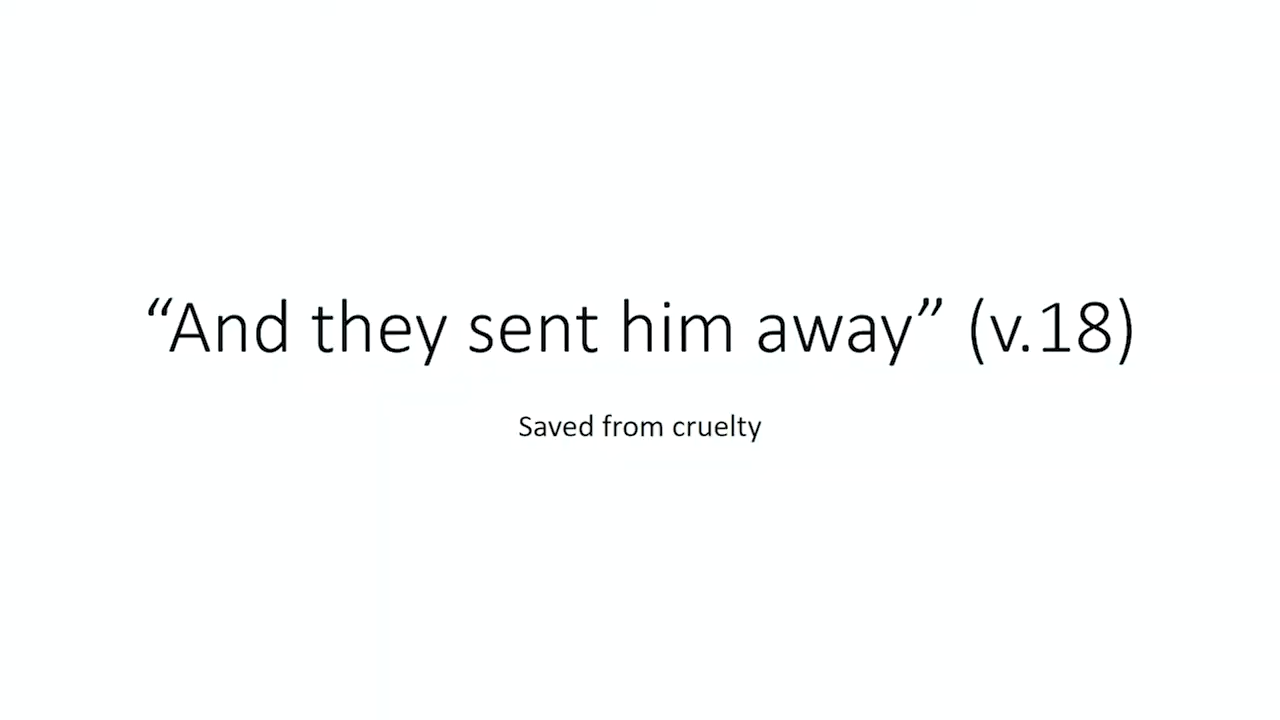 “And they sent him away” (v.18)
Saved from cruelty